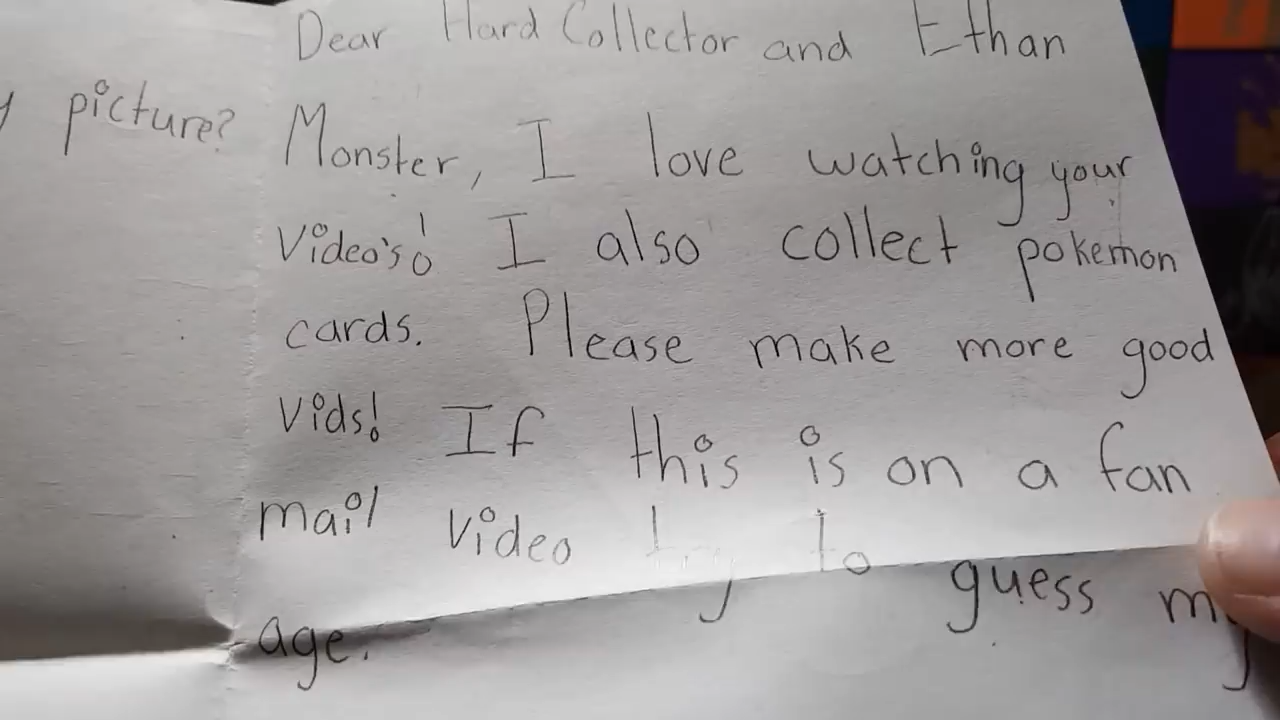 Dear Hard Collector and Ethan
y picture?
Monster, I love watching your
Video's! I also collect pokemon
cards. Please make more good
vids! If this is on a fan
mail video try to guess my
age.